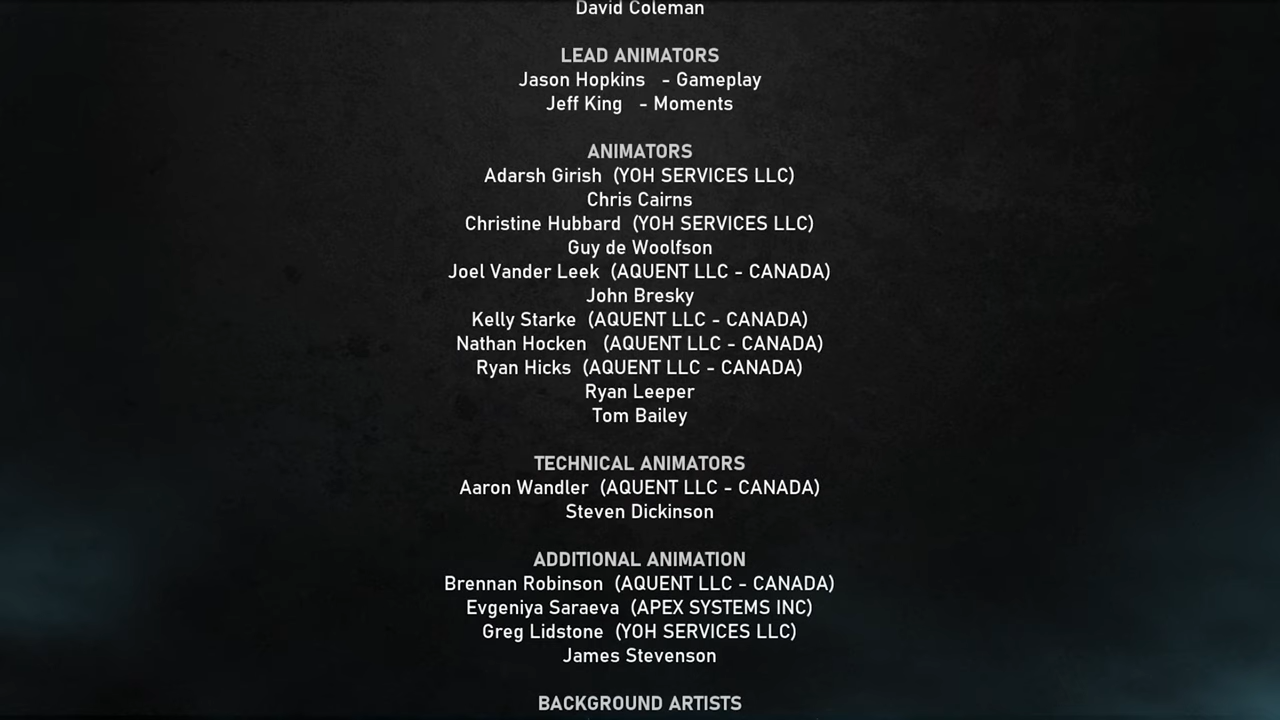 David Coleman
LEAD ANIMATORS
Jason Hopkins - Gameplay
Jeff King - Moments
ANIMATORS
Adarsh Girish (YOH SERVICES LLC)
Chris Cairns
Christine Hubbard (YOH SERVICES LLC)
Guy de Woolfson
Joel Vander Leek (AQUENT LLC - CANADA)
John Bresky
Kelly Starke (AQUENT LLC - CANADA)
Nathan Hocken (AQUENT LLC - CANADA)
Ryan Hicks (AQUENT LLC - CANADA)
Ryan Leeper
Tom Bailey
TECHNICAL ANIMATORS
Aaron Wandler (AQUENT LLC - CANADA)
Steven Dickinson
ADDITIONAL ANIMATION
Brennan Robinson (AQUENT LLC - CANADA)
Evgeniya Saraeva (APEX SYSTEMS INC)
Greg Lidstone (YOH SERVICES LLC)
James Stevenson
BACKGROUND ARTISTS